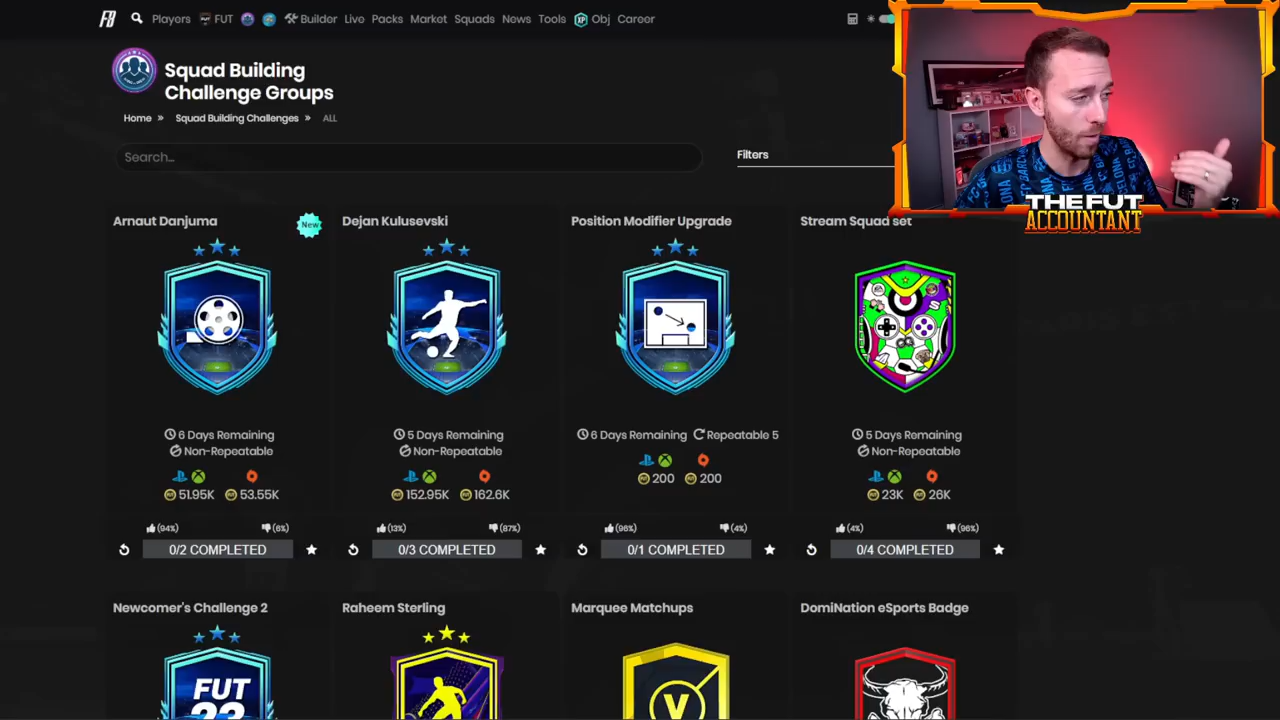 FB
Players FUT Builder Live Packs Market Squads News Tools XP Obj Career
Squad Building
Challenge Groups
Home » Squad Building Challenges » ALL
Search...
Filters
THE FUT
ACCOUNTANT
Arnaut Danjuma
New
6 Days Remaining
Non-Repeatable
51.95K 53.55K
(94%) (6%)
0/2 COMPLETED
Dejan Kulusevski
5 Days Remaining
Non-Repeatable
152.95K 162.6K
(13%) (87%)
0/3 COMPLETED
Position Modifier Upgrade
6 Days Remaining Repeatable 5
200 200
(96%) (4%)
0/1 COMPLETED
Stream Squad set
5 Days Remaining
Non-Repeatable
23K 26K
(4%) (96%)
0/4 COMPLETED
Newcomer's Challenge 2
FUT
23
Raheem Sterling
Marquee Matchups
V
DomiNation eSports Badge